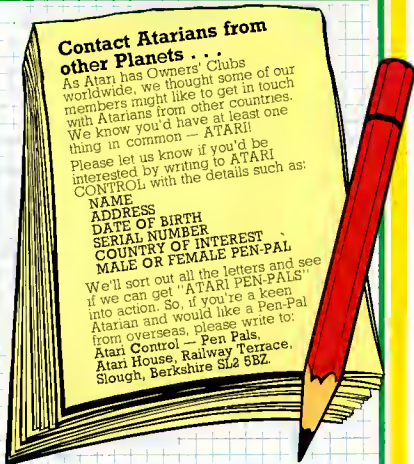 Contact Atarians from
other Planets . . .
As Atari has Owners' Clubs
worldwide, we thought some of our
members might like to get in touch
with Atarians from other countries.
We know you'd have at least one
thing in common — ATARI!
Please let us know if you'd be
interested by writing to ATARI
CONTROL with the details such as:
NAME
ADDRESS
DATE OF BIRTH
SERIAL NUMBER
COUNTRY OF INTEREST
MALE OR FEMALE PEN-PAL
We'll sort out all the letters and see
if we can get "ATARI PEN-PALS"
into action. So, if you're a keen
Atarian and would like a Pen-Pal
from overseas, please write to:
Atari Control — Pen Pals,
Atari House, Railway Terrace,
Slough, Berkshire SL2 5BZ.